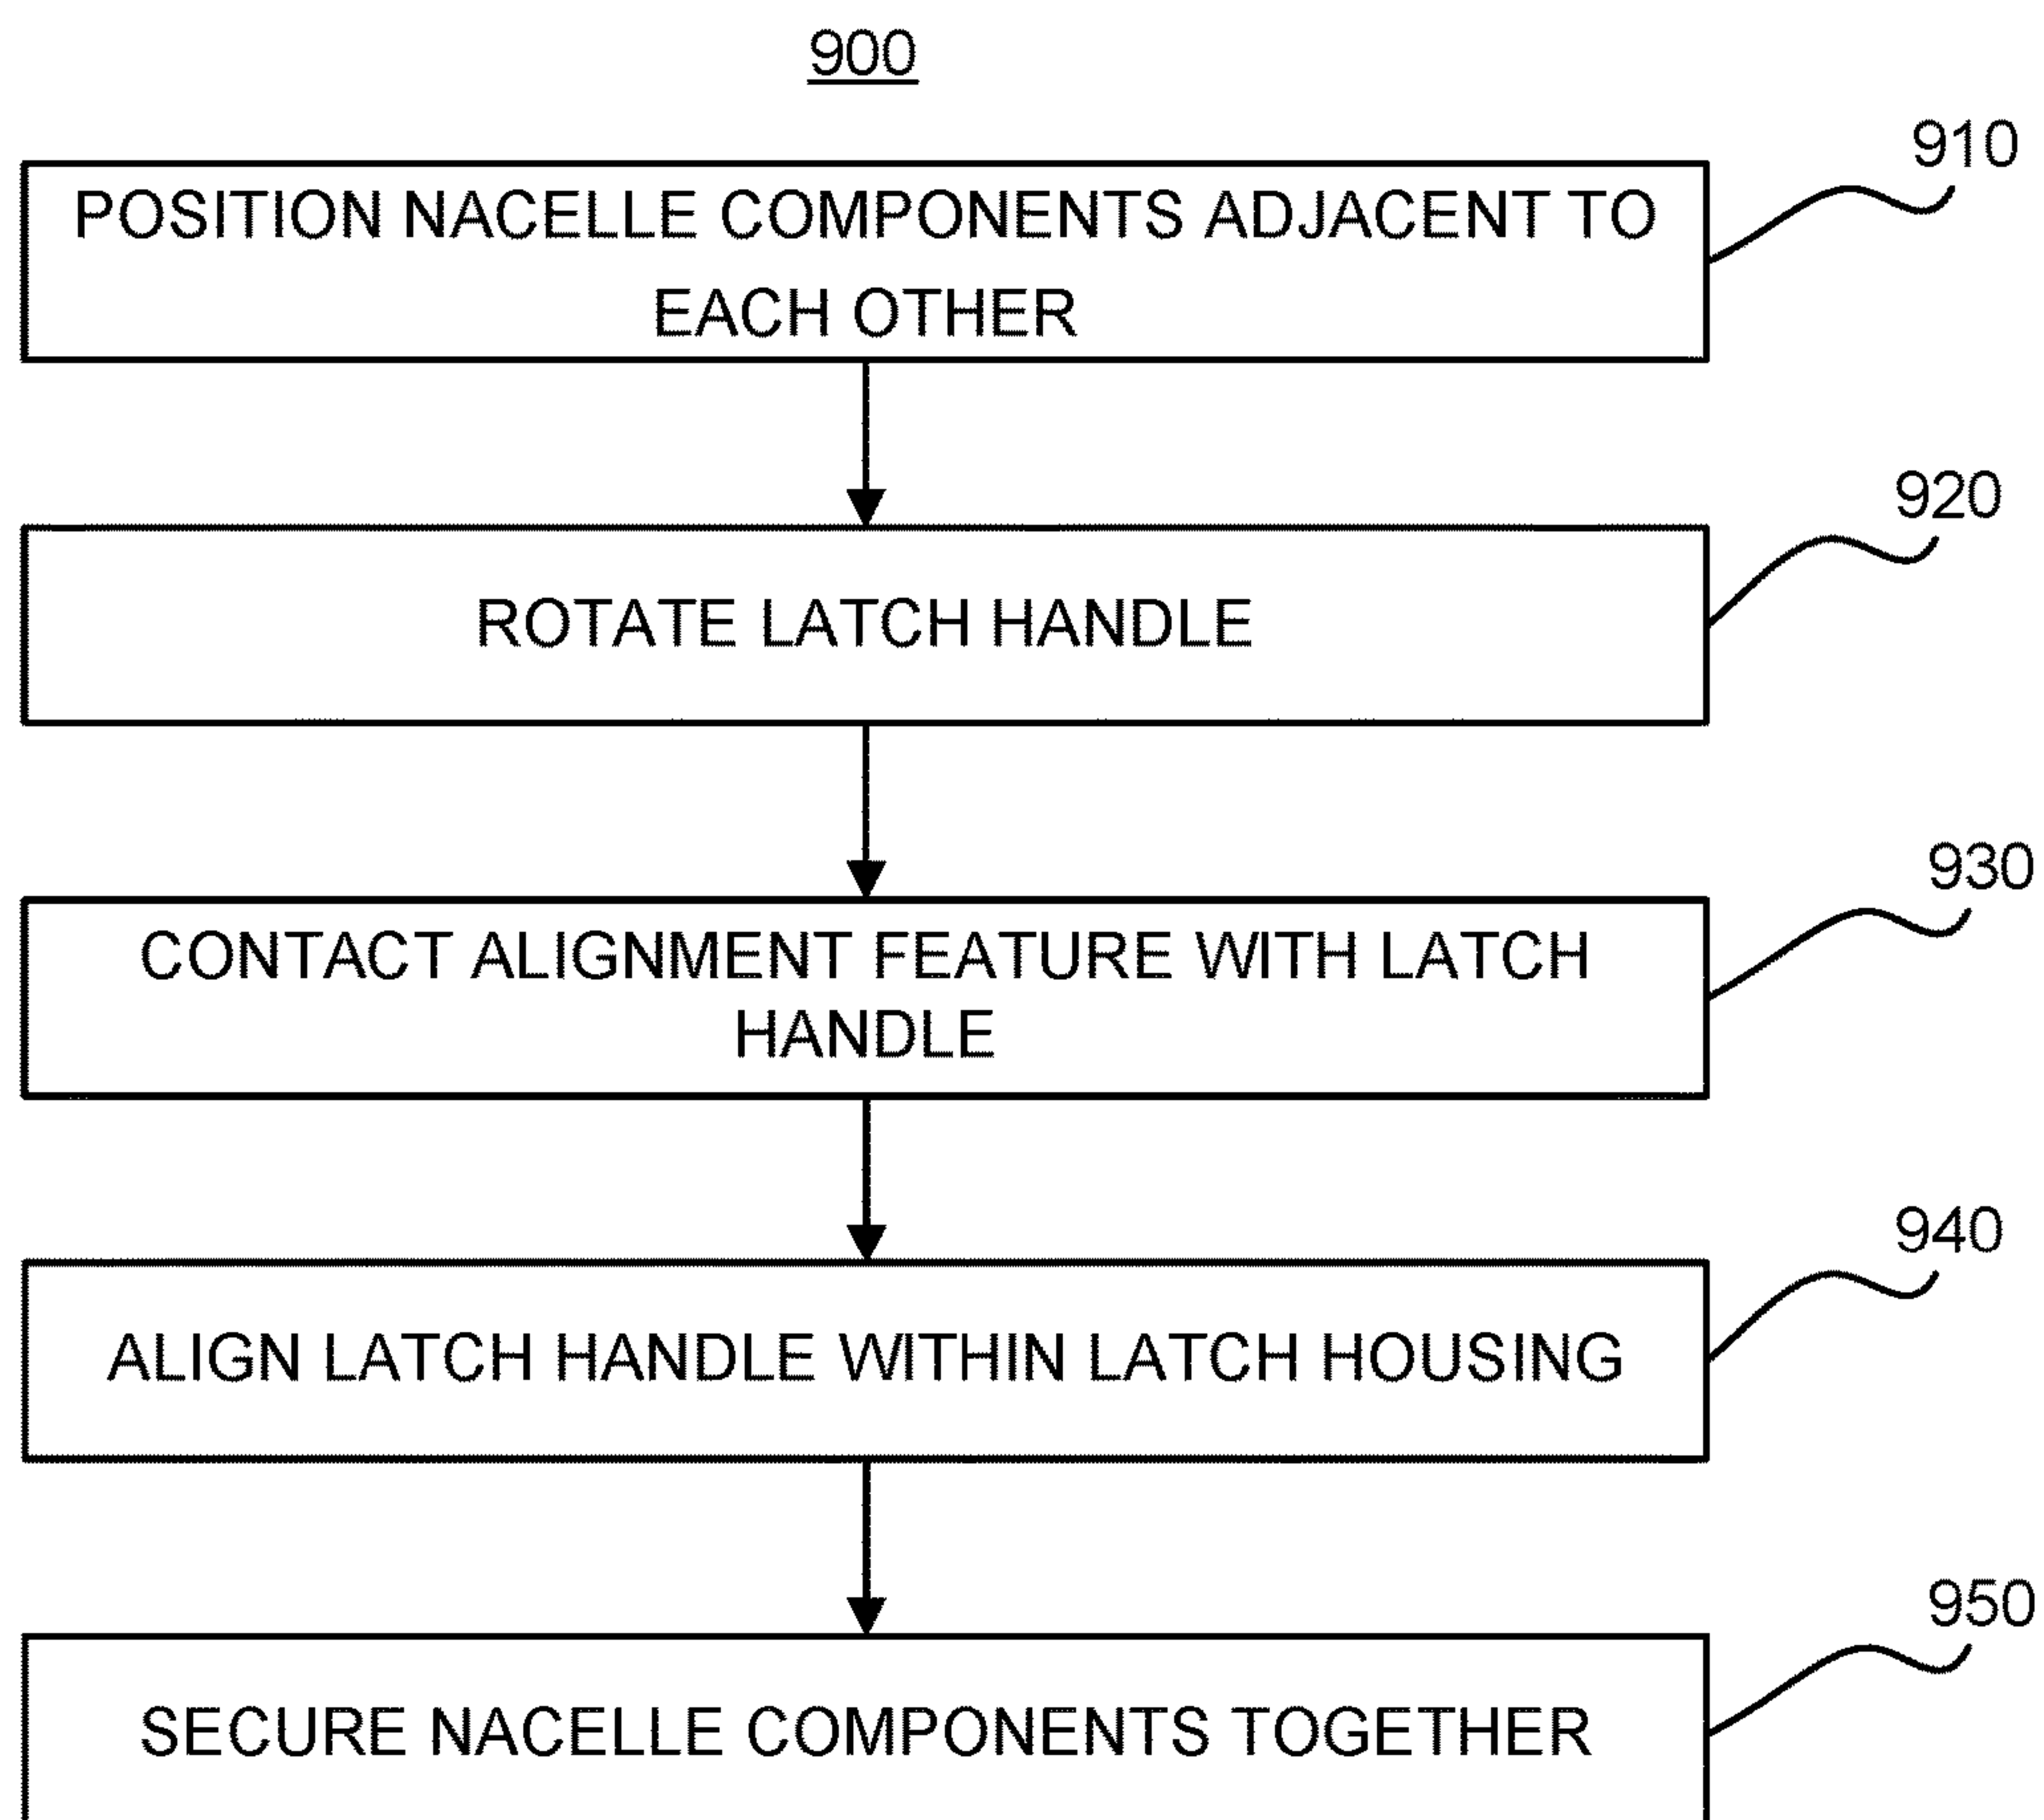 900
910
POSITION NACELLE COMPONENTS ADJACENT TO
EACH OTHER
920
ROTATE LATCH HANDLE
930
CONTACT ALIGNMENT FEATURE WITH LATCH
HANDLE
940
ALIGN LATCH HANDLE WITHIN LATCH HOUSING
950
SECURE NACELLE COMPONENTS TOGETHER